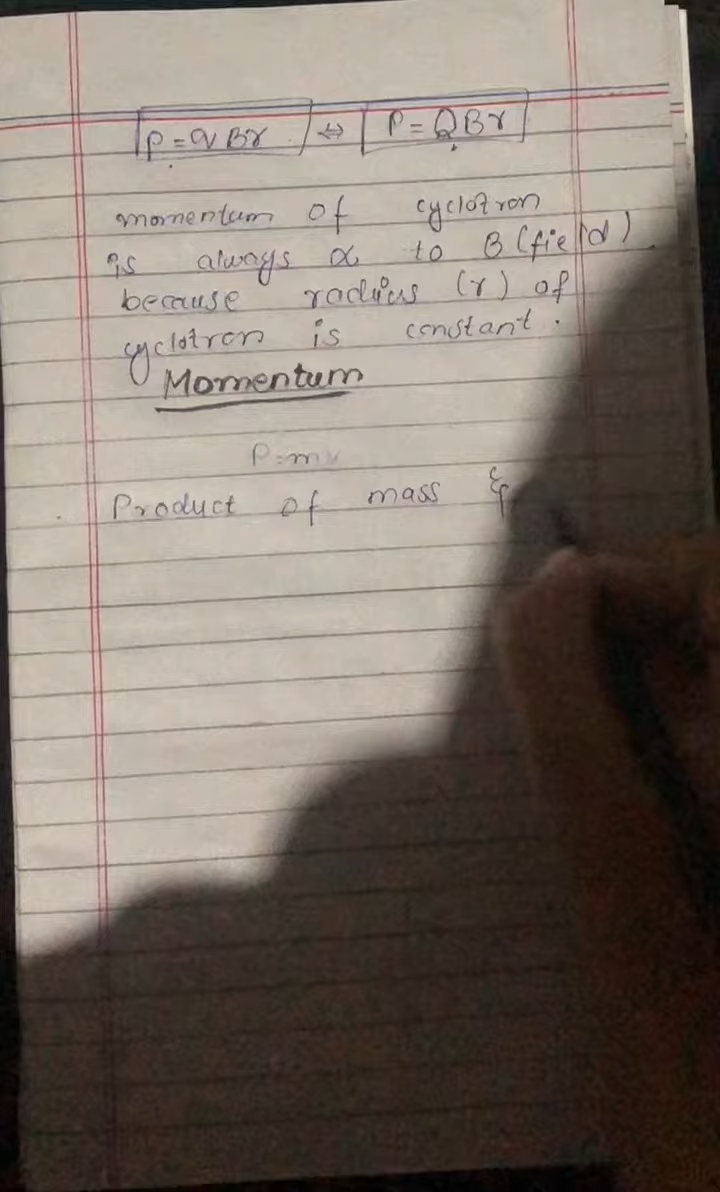 P = qBr ⇔ P = QBr
momentum of cyclotron
is always ∝ to B (field)
because radius (r) of
cyclotron is constant.
Momentum
P = mv
Product of mass &